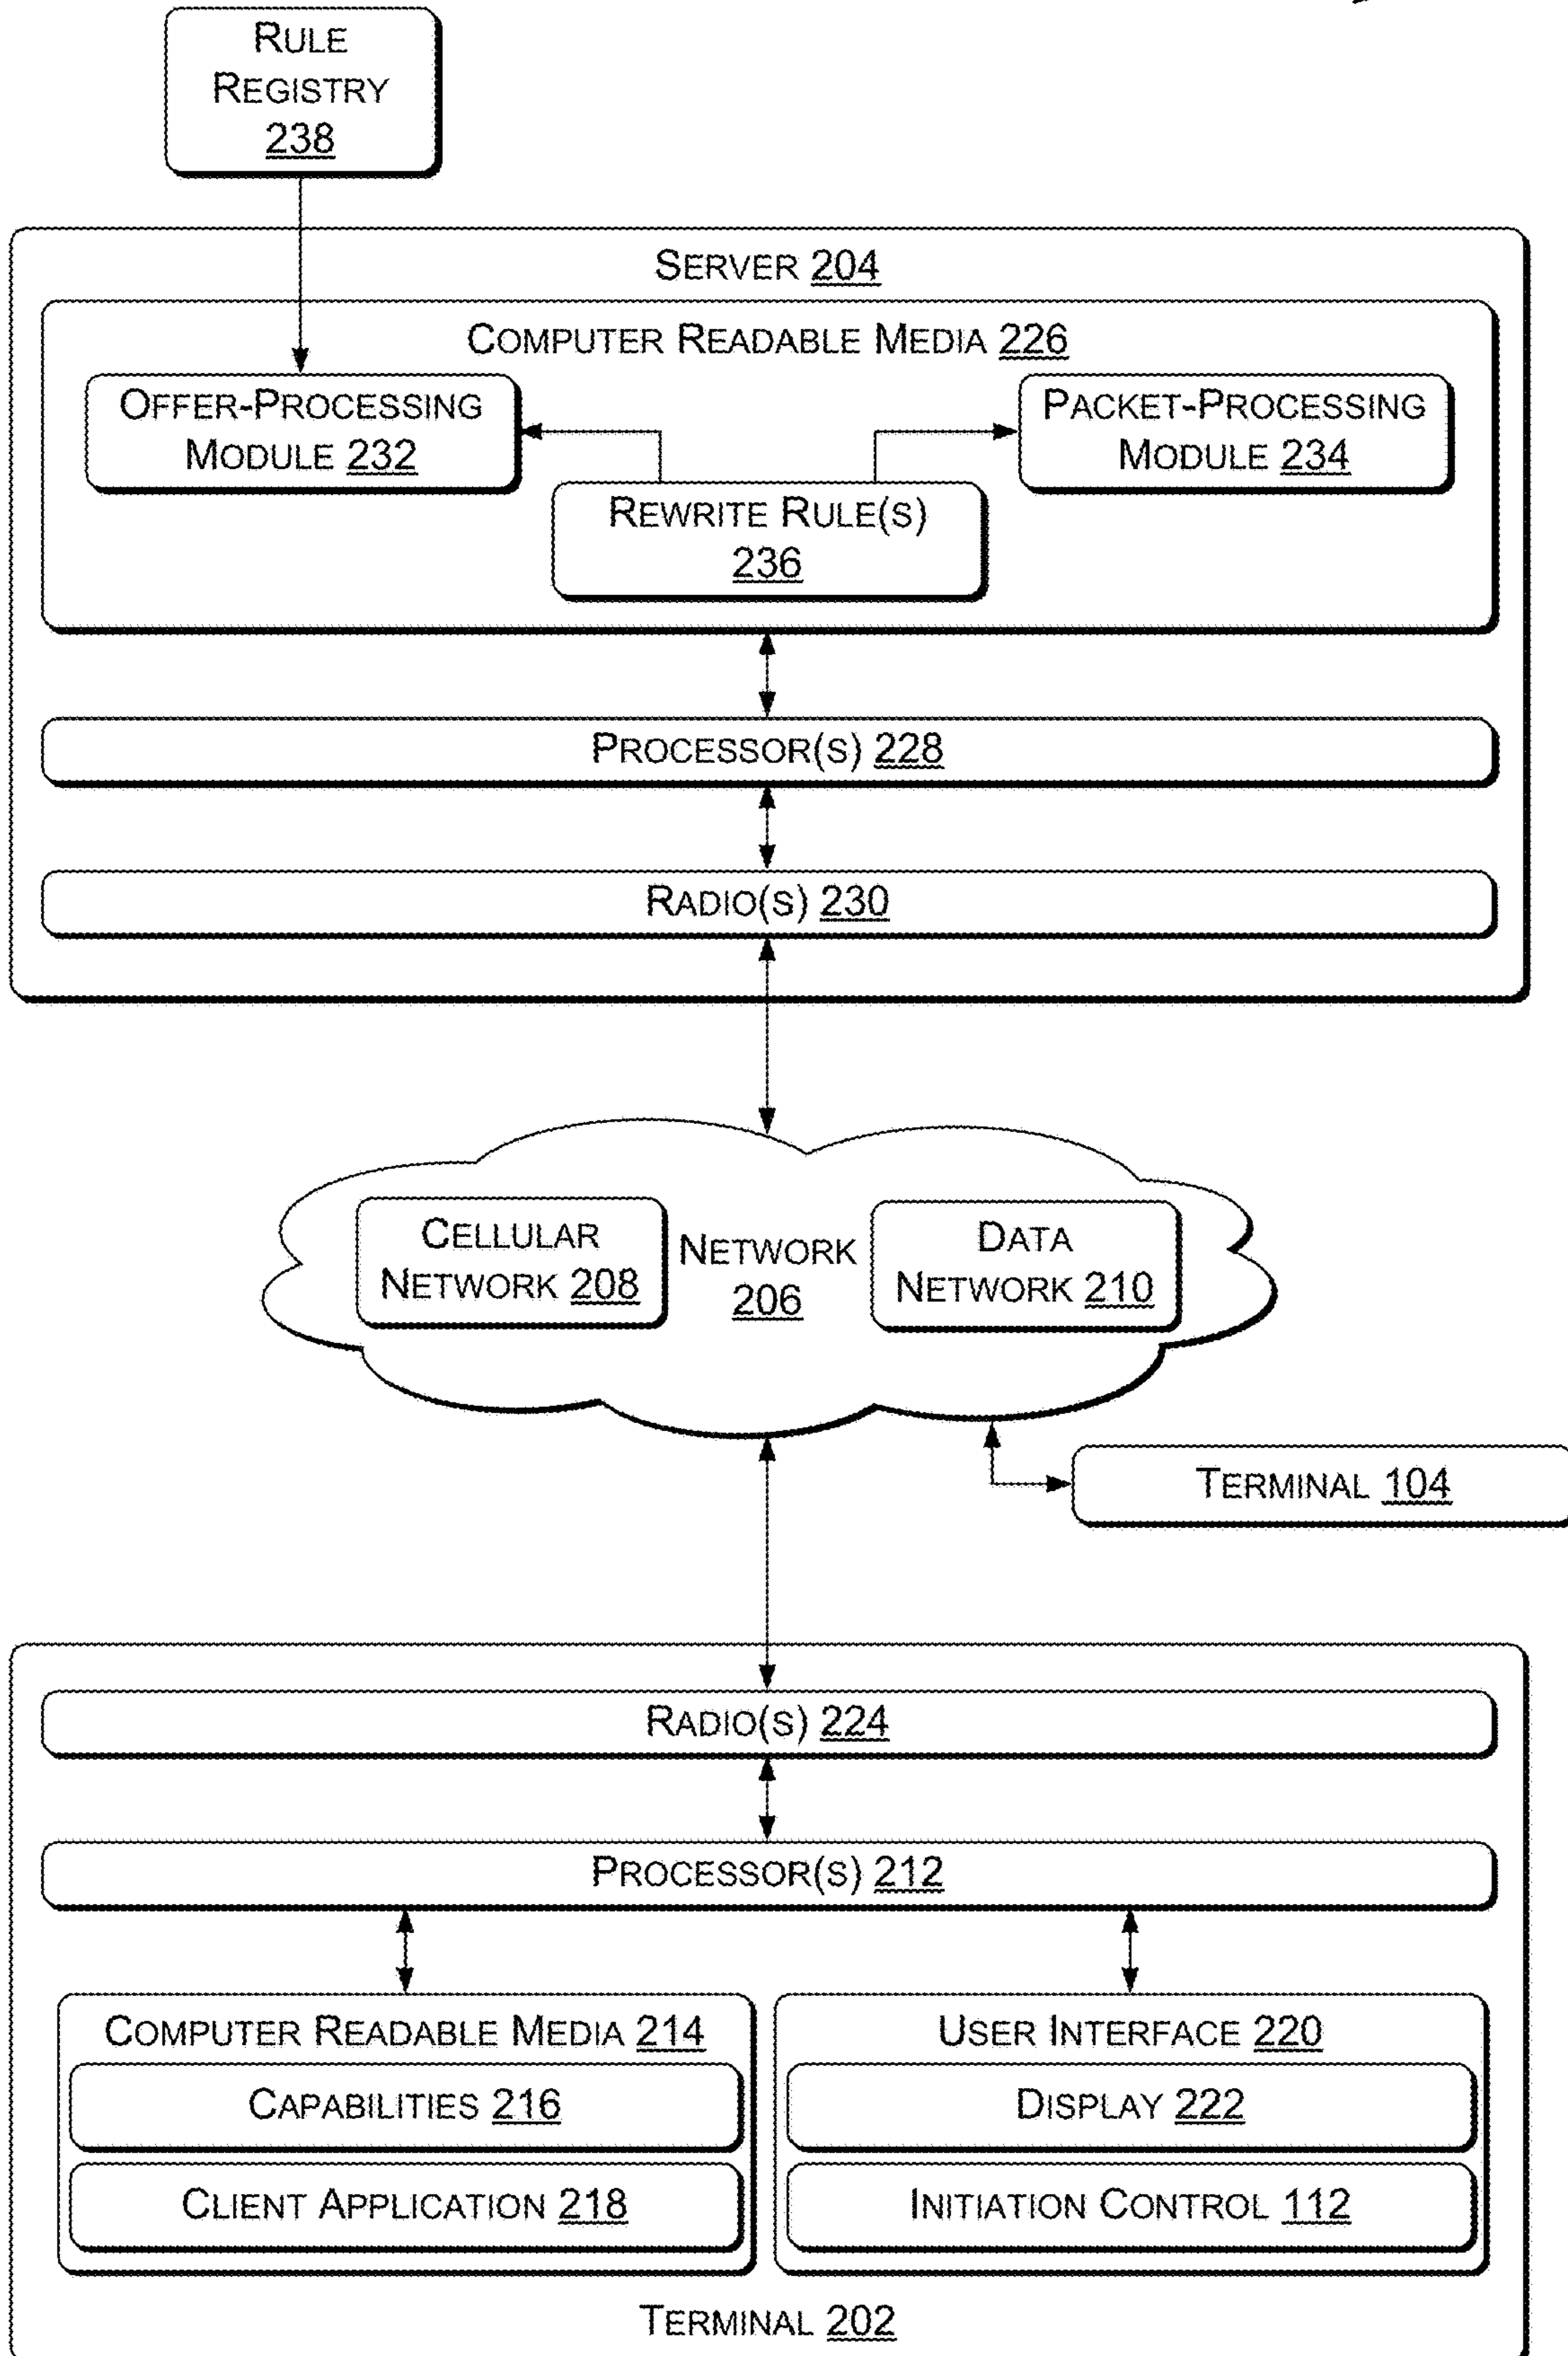 RULE
REGISTRY
238
SERVER 204
COMPUTER READABLE MEDIA 226
OFFER-PROCESSING
MODULE 232
PACKET-PROCESSING
MODULE 234
REWRITE RULE(S)
236
PROCESSOR(S) 228
RADIO(S) 230
CELLULAR
NETWORK 208
NETWORK
206
DATA
NETWORK 210
TERMINAL 104
RADIO(S) 224
PROCESSOR(S) 212
COMPUTER READABLE MEDIA 214
CAPABILITIES 216
CLIENT APPLICATION 218
USER INTERFACE 220
DISPLAY 222
INITIATION CONTROL 112
TERMINAL 202